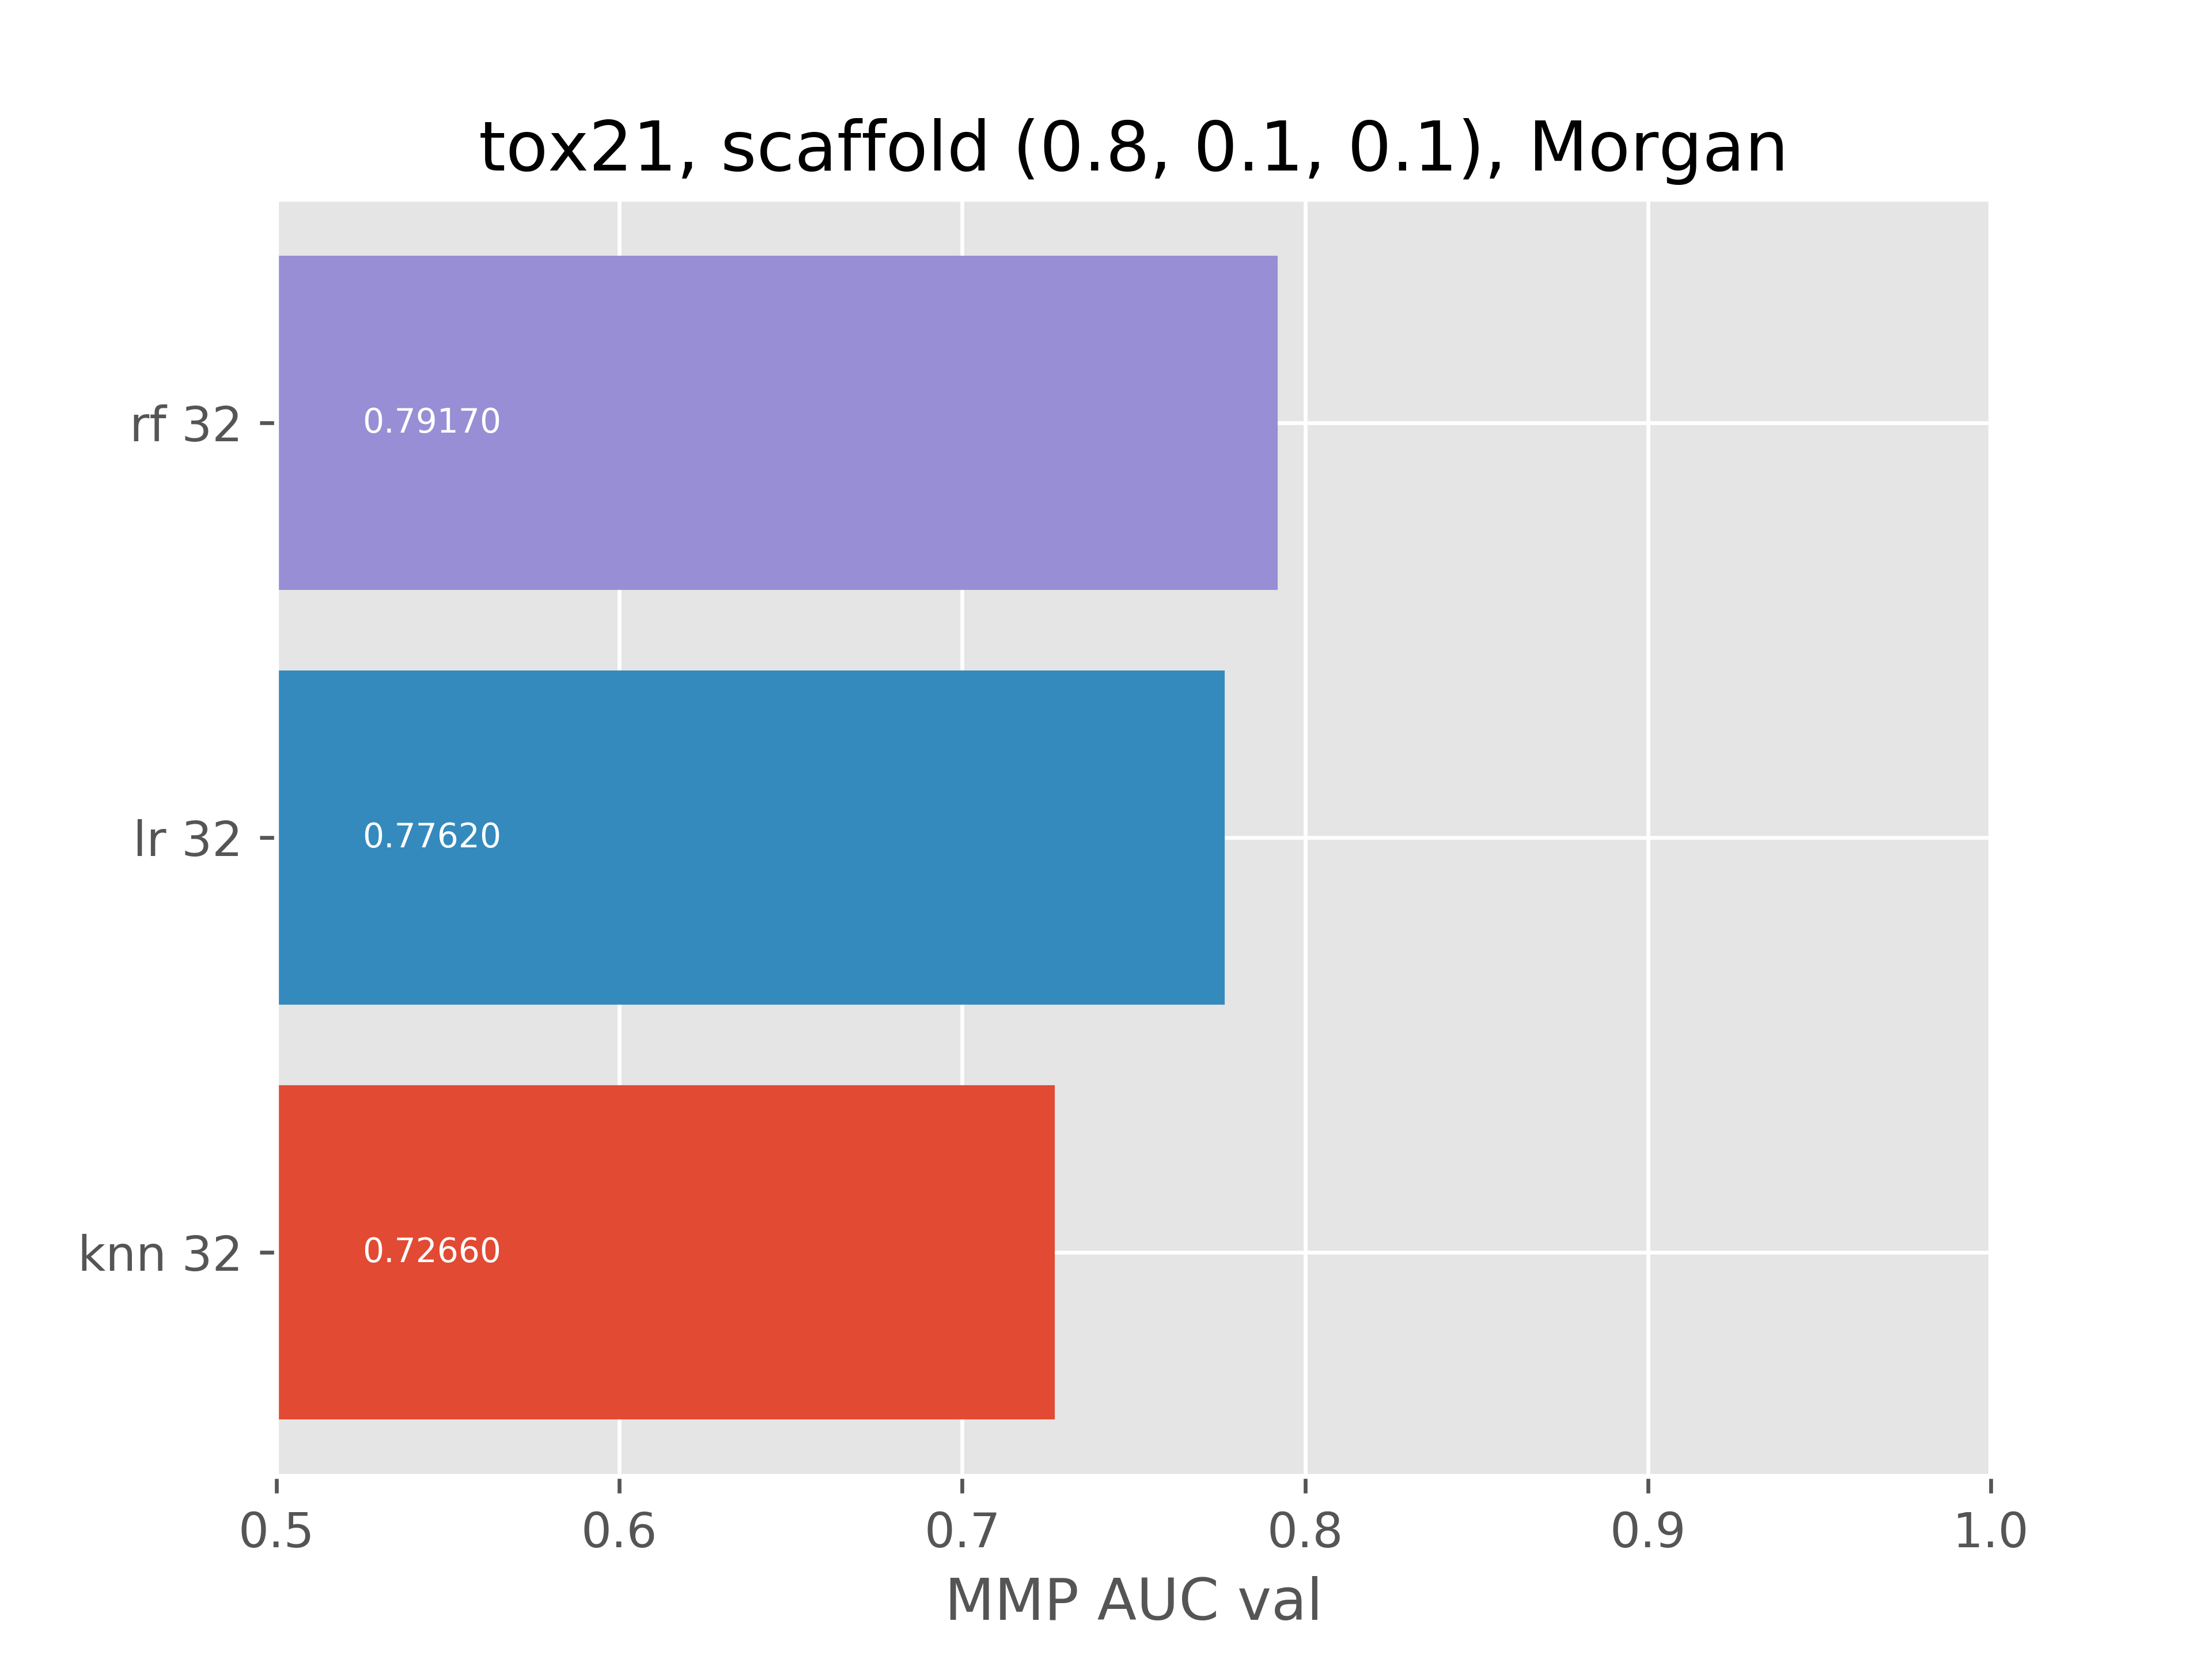 tox21, scaffold (0.8, 0.1, 0.1), Morgan
rf 32
0.79170
lr 32
0.77620
knn 32
0.72660
0.5 0.6 0.7 0.8 0.9 1.0
MMP AUC val